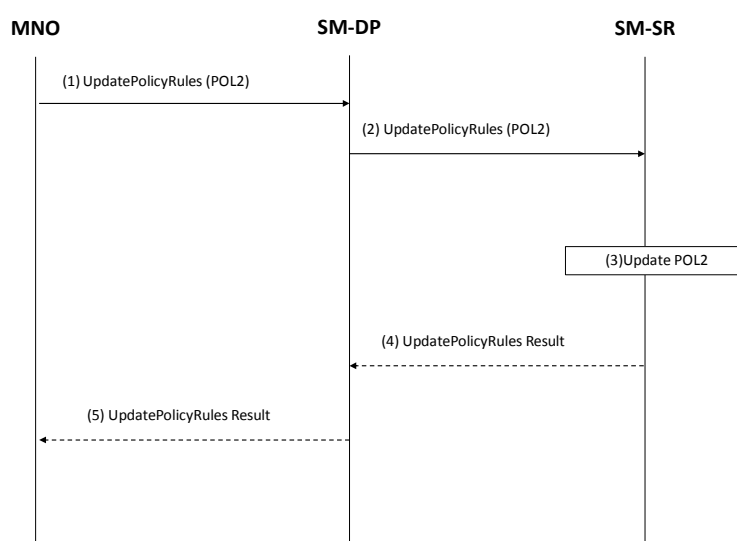 MNO SM-DP SM-SR
(1) UpdatePolicyRules (POL2)
(2) UpdatePolicyRules (POL2)
(3)Update POL2
(4) UpdatePolicyRules Result
(5) UpdatePolicyRules Result